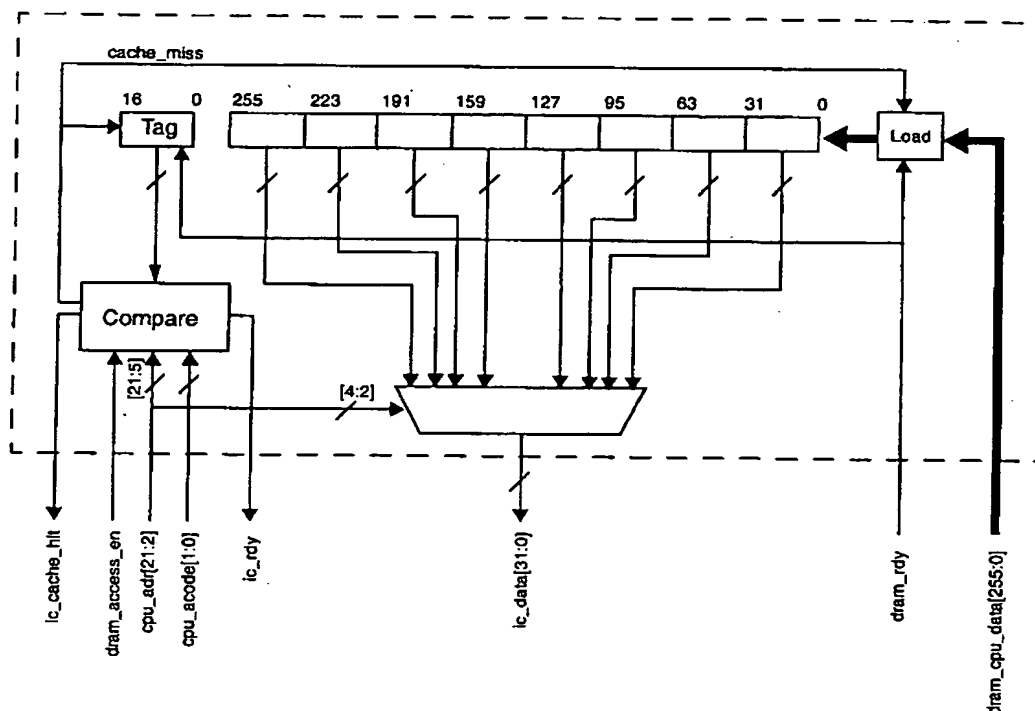 cache_miss
16 0 255 223 191 159 127 95 63 31 0
Tag
Load
Compare
[21:5]
[4:2]
ic_cache_hit
dram_access_en
cpu_adr[21:2]
cpu_acode[1:0]
ic_rdy
ic_data[31:0]
dram_rdy
dram_cpu_data[255:0]